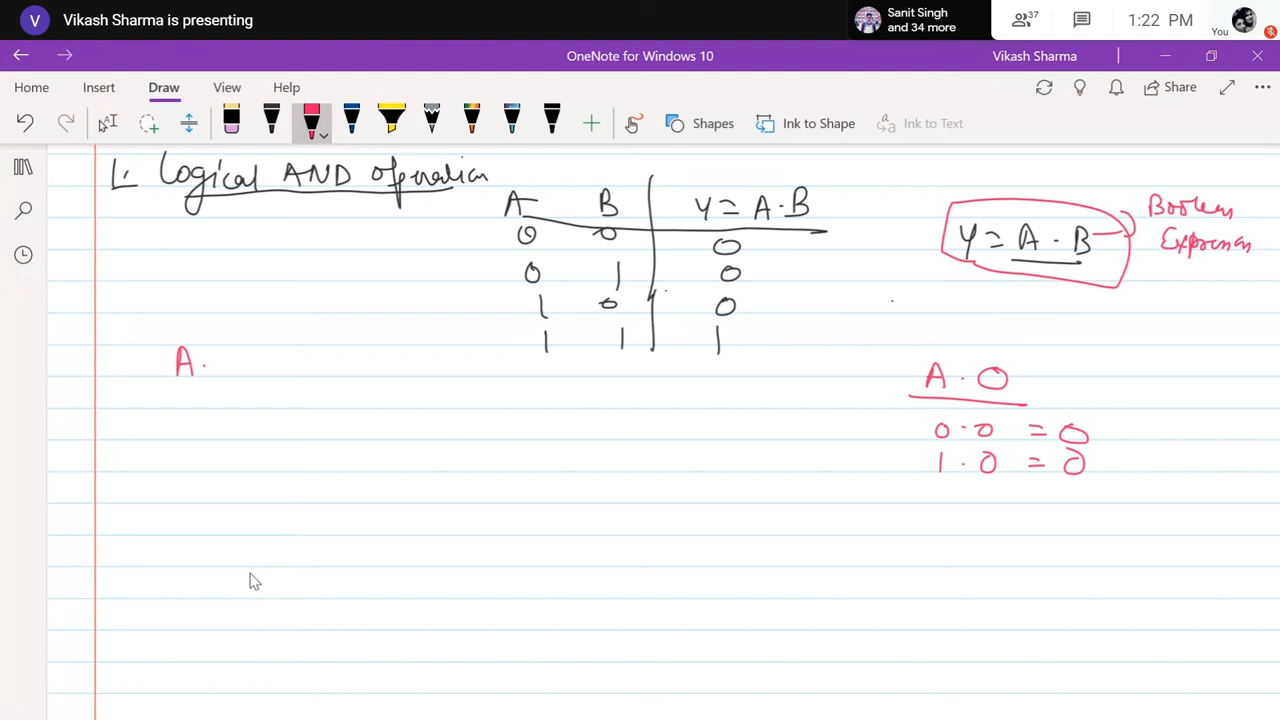 V Vikash Sharma is presenting
Sanit Singh
and 34 more
37
1:22 PM
You
OneNote for Windows 10
Vikash Sharma
Home Insert Draw View Help
Share
Shapes
Ink to Shape
Ink to Text
1. Logical AND operation
A B Y = A · B
0 0 0
0 1 0
1 0 0
1 1 1
Y = A · B
Boolean
Expression
A ·
A · 0
0 · 0 = 0
1 · 0 = 0